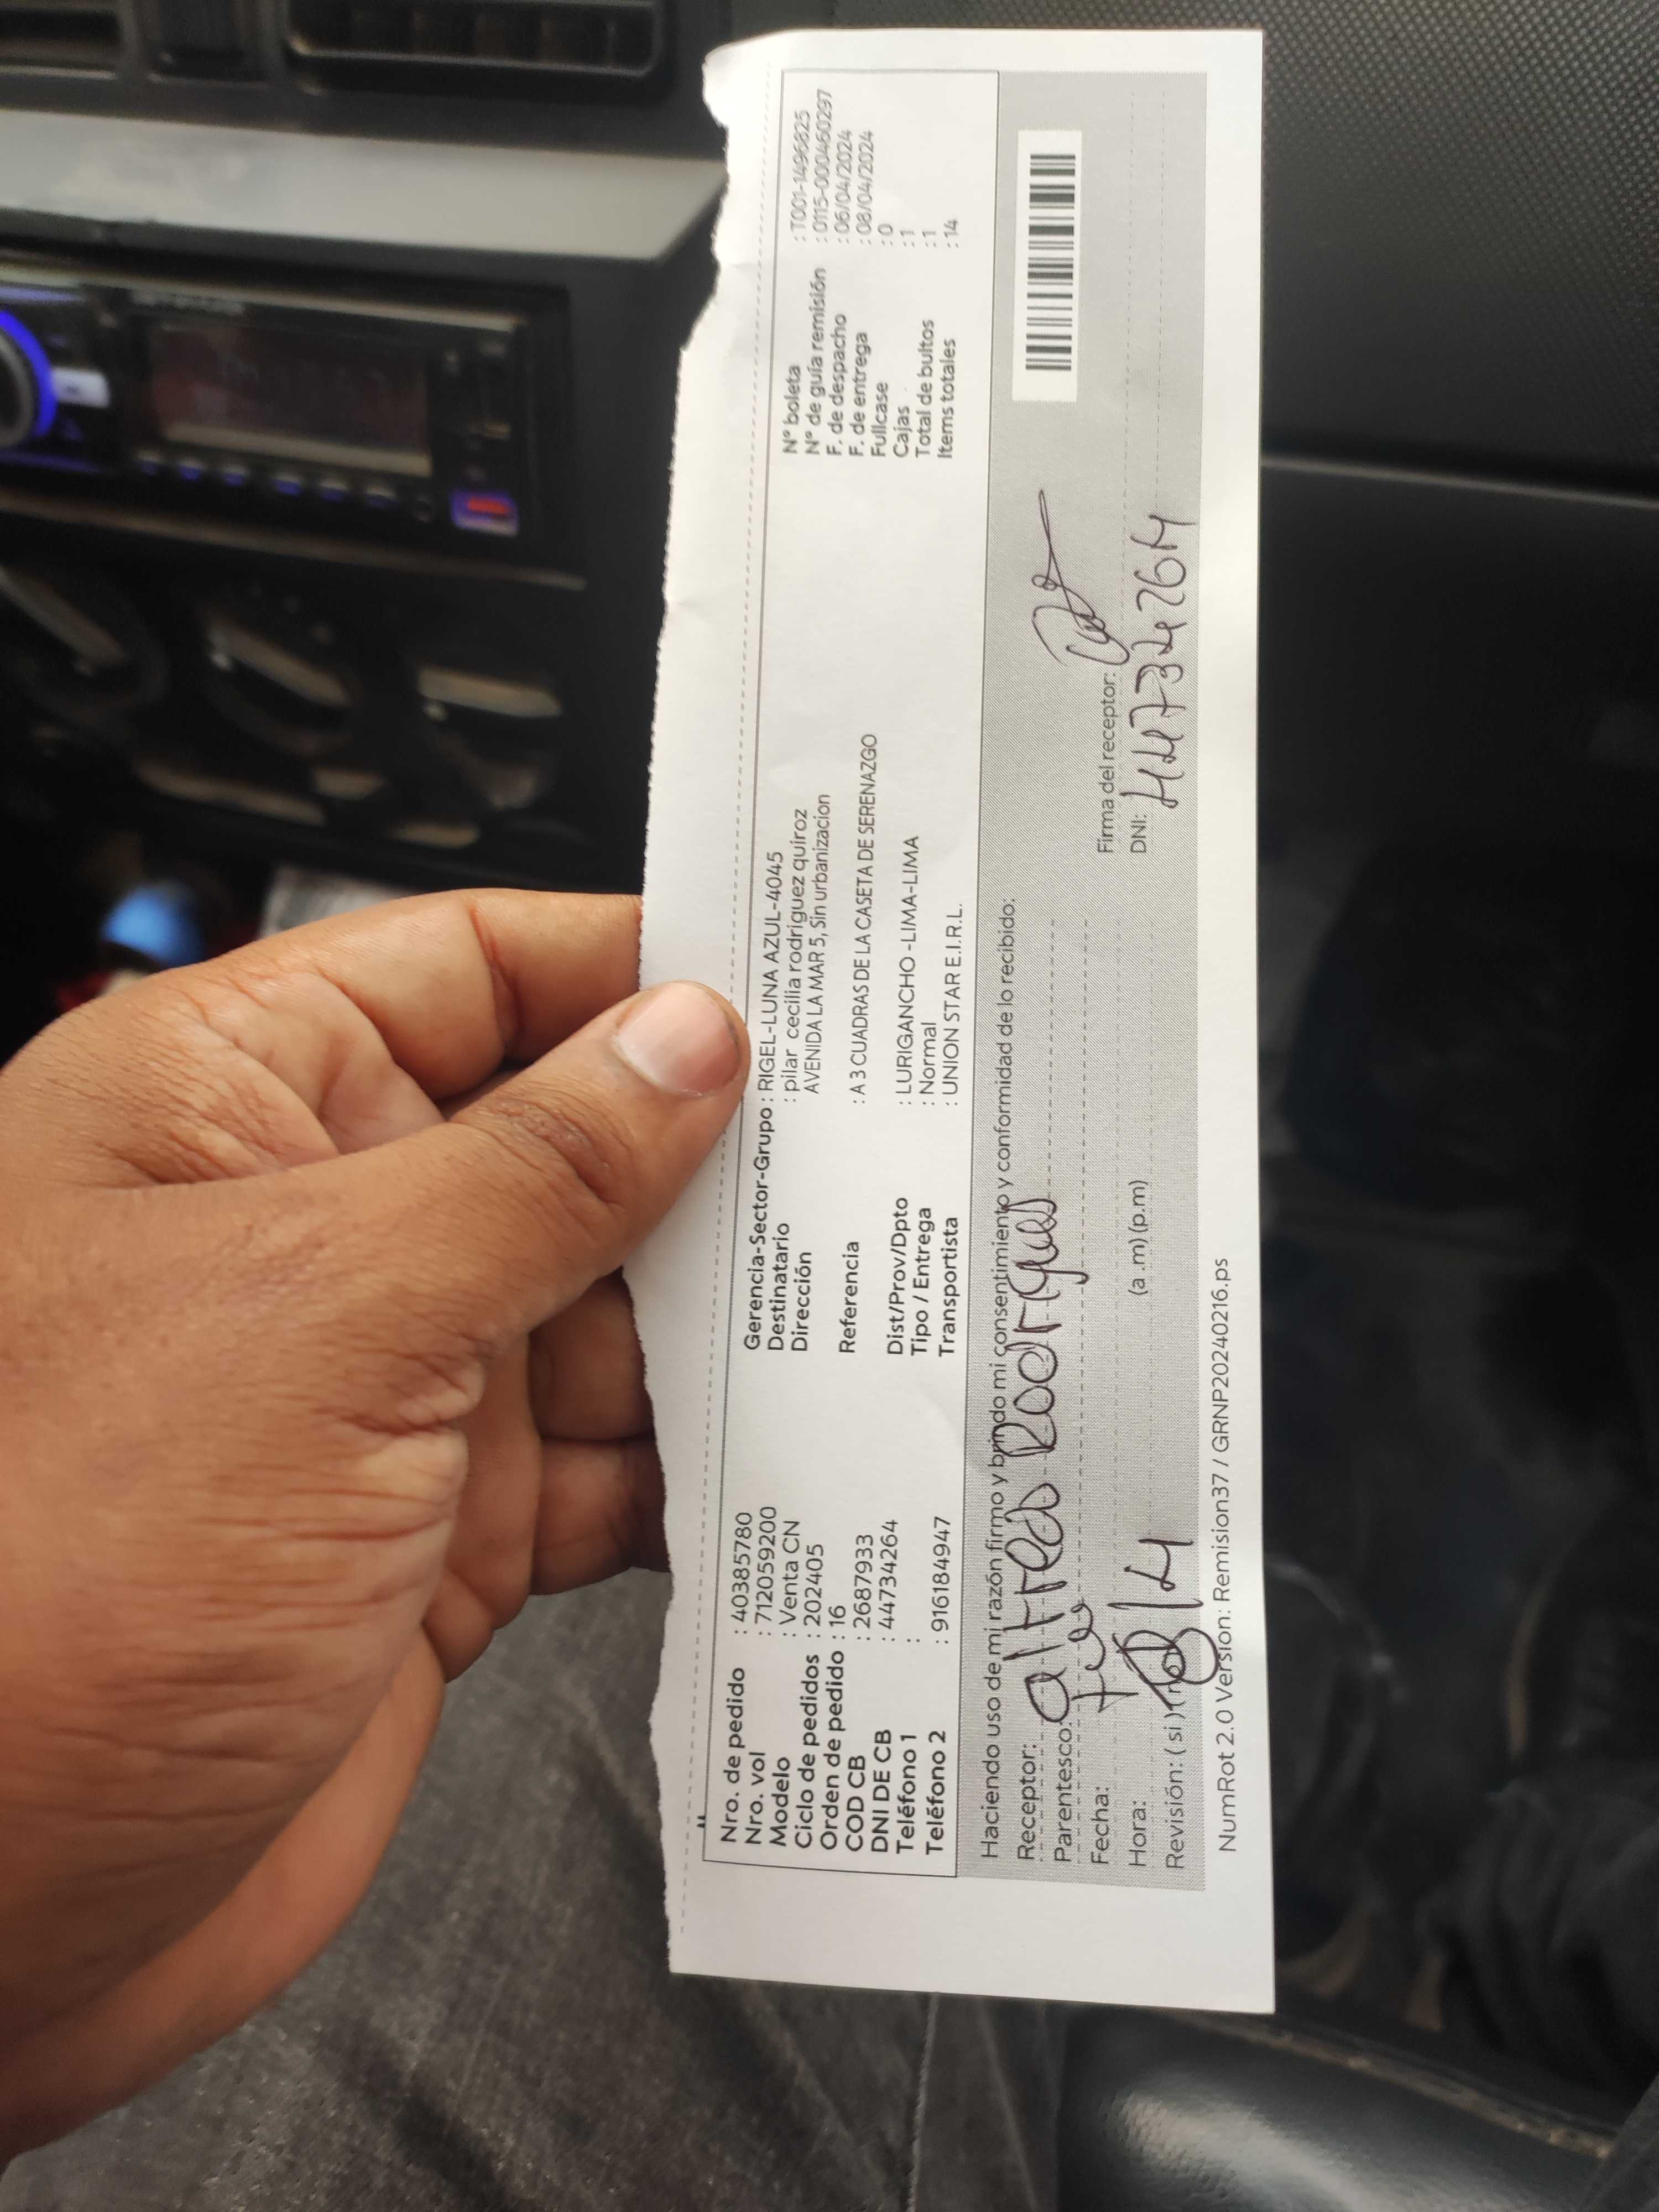 Nro. de pedido : 40385780
Nro. vol : 712059200
Modelo : Venta CN
Ciclo de pedidos : 202405
Orden de pedido : 16
COD CB : 2687933
DNI DE CB : 44734264
Teléfono 1 :
Teléfono 2 : 916184947
Gerencia-Sector-Grupo : RIGEL-LUNA AZUL-4045
Destinatario : pilar cecilia rodriguez quiroz
Dirección AVENIDA LA MAR 5, Sin urbanizacion
Referencia : A 3 CUADRAS DE LA CASETA DE SERENAZGO
Dist/Prov/Dpto : LURIGANCHO -LIMA-LIMA
Tipo / Entrega : Normal
Transportista : UNION STAR E.I.R.L.
N° boleta : T001-1496825
N° de guía remisión : 0115-000460297
F. de despacho : 06/04/2024
F. de entrega : 08/04/2024
Fullcase : 0
Cajas : 1
Total de bultos : 1
Items totales : 14
Haciendo uso de mi razón firmo y brindo mi consentimiento y conformidad de lo recibido:
Receptor: alfredo Rodrigues
Parentesco:
Fecha: 
Hora: (a .m) (p.m)
Revisión: ( si ) ( no
Firma del receptor:
DNI: 44734264
NumRot 2.0 Version: Remision37 / GRNP20240216.ps